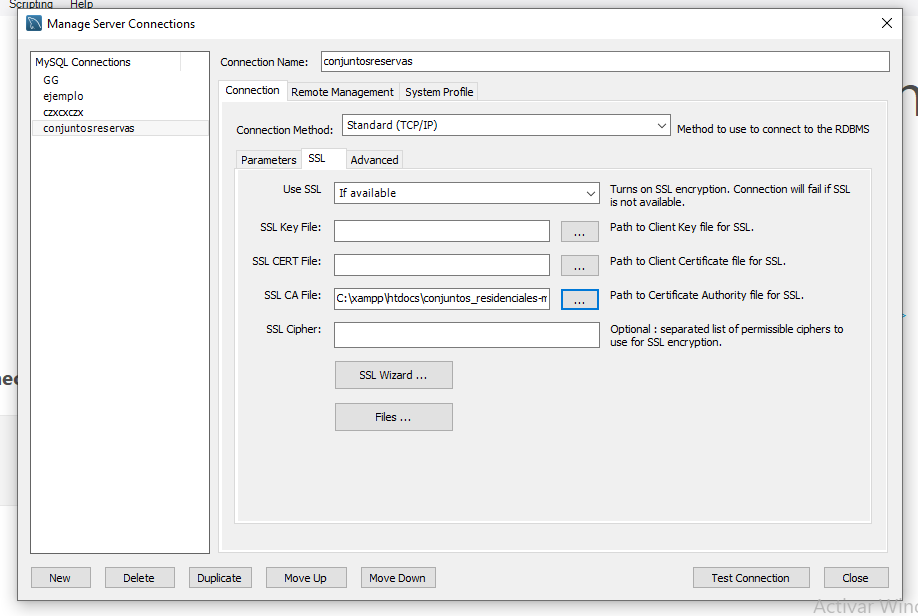 Scripting Help
Manage Server Connections
MySQL Connections
GG
ejemplo
czxcxczx
conjuntosreservas
Connection Name: conjuntosreservas
Connection Remote Management System Profile
Connection Method: Standard (TCP/IP) Method to use to connect to the RDBMS
Parameters SSL Advanced
Use SSL If available Turns on SSL encryption. Connection will fail if SSL
is not available.
SSL Key File: ... Path to Client Key file for SSL.
SSL CERT File: ... Path to Client Certificate file for SSL.
SSL CA File: C:\xampp\htdocs\conjuntos_residenciales-m ... Path to Certificate Authority file for SSL.
SSL Cipher: Optional : separated list of permissible ciphers to
use for SSL encryption.
SSL Wizard ...
Files ...
New Delete Duplicate Move Up Move Down Test Connection Close
Activar Wind